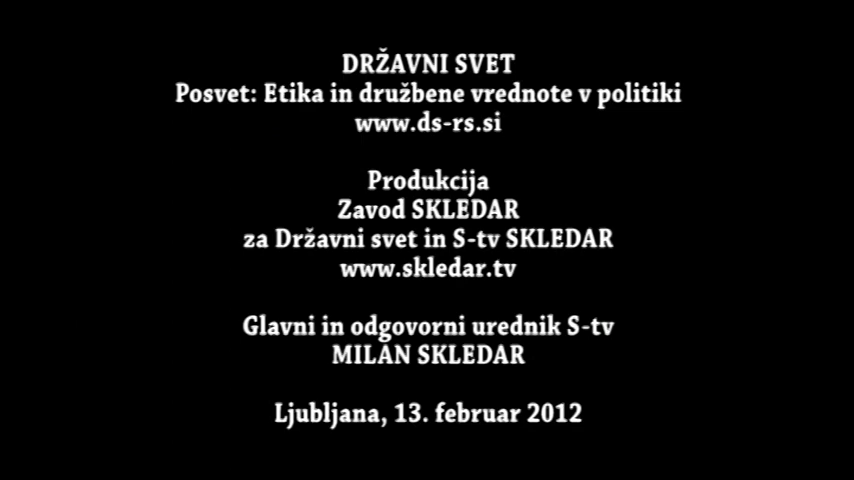 DRŽAVNI SVET
Posvet: Etika in družbene vrednote v politiki
www.ds-rs.si
Produkcija
Zavod SKLEDAR
za Državni svet in S-tv SKLEDAR
www.skledar.tv
Glavni in odgovorni urednik S-tv
MILAN SKLEDAR
Ljubljana, 13. februar 2012